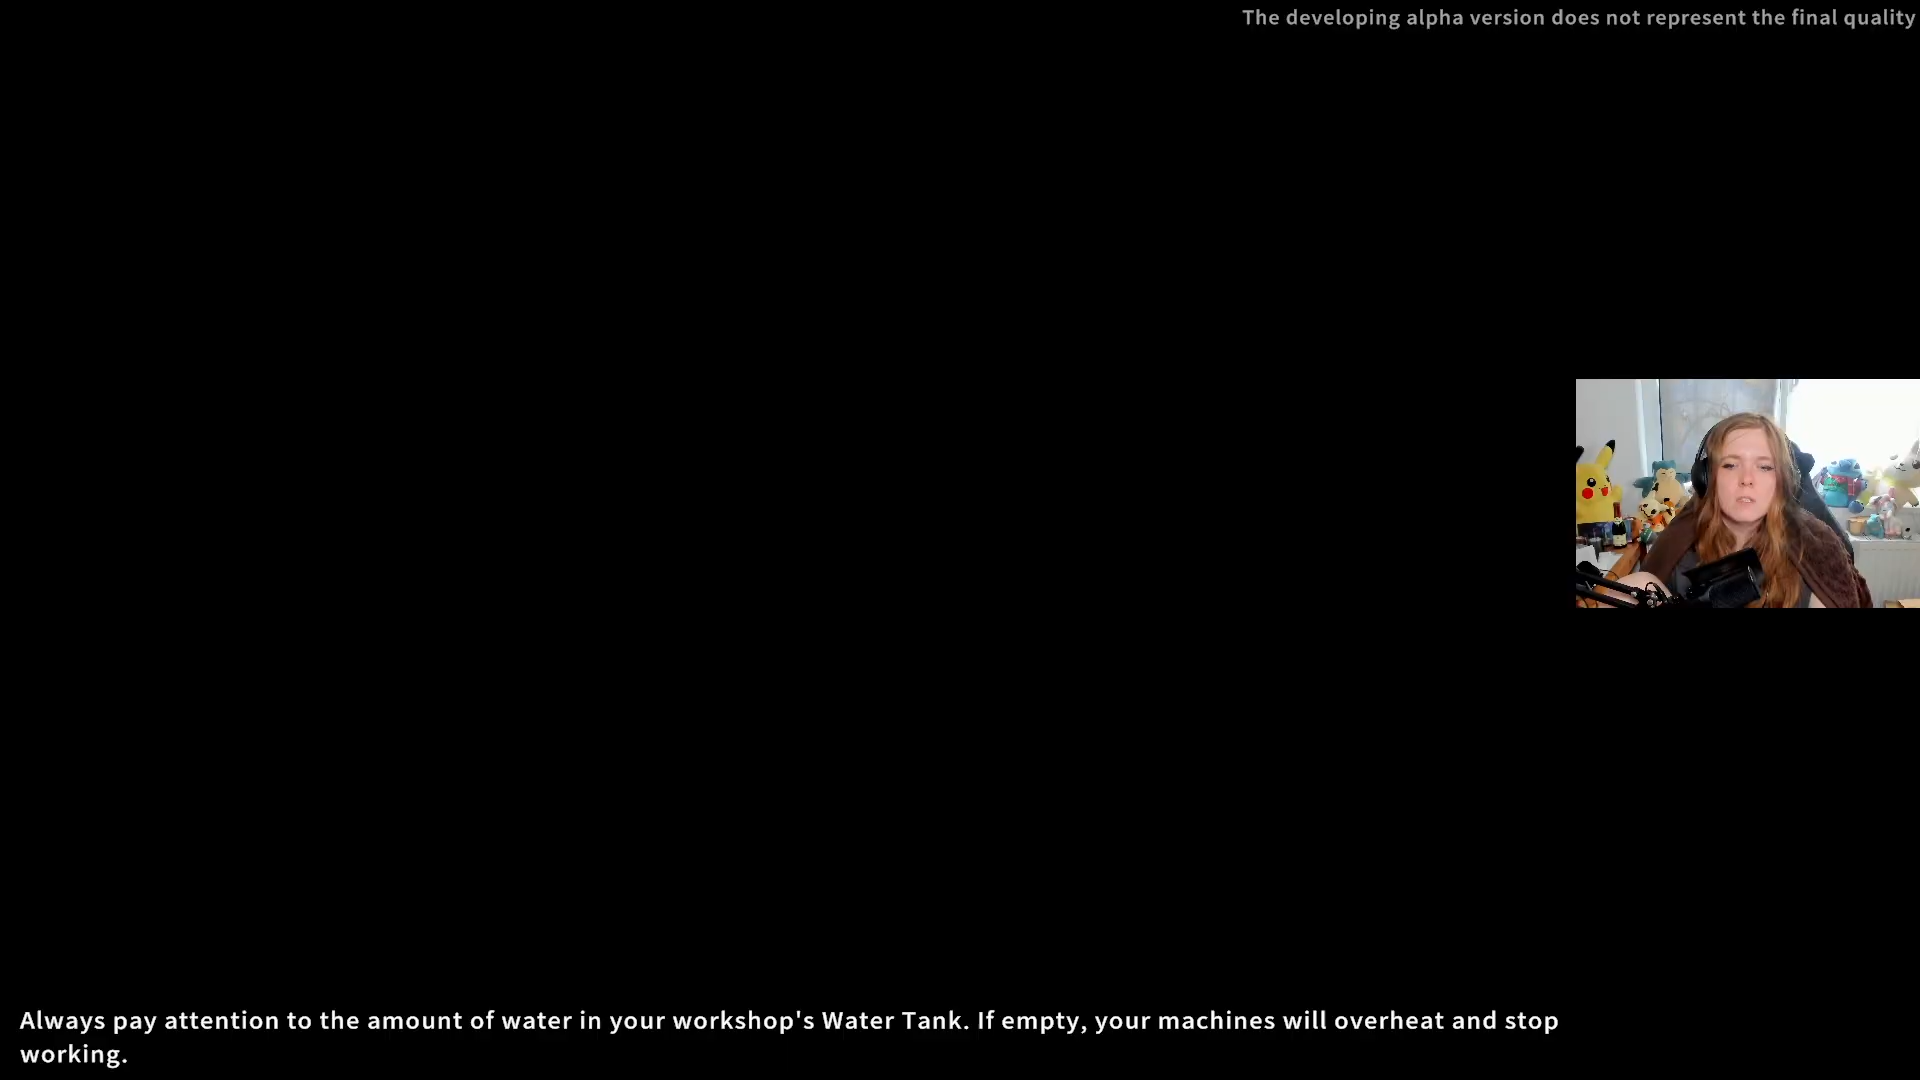 The developing alpha version does not represent the final quality
Always pay attention to the amount of water in your workshop's Water Tank. If empty, your machines will overheat and stop
working.